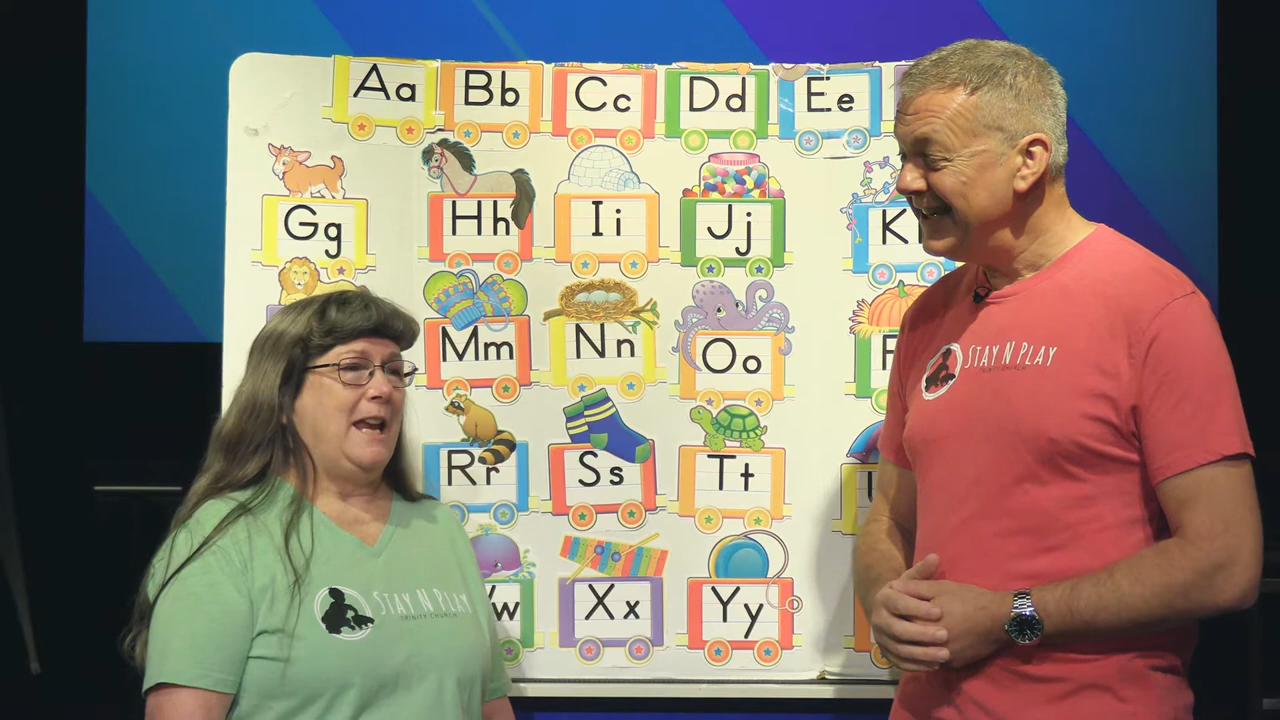 Aa Bb Cc Dd Ee
Gg Hh Ii Jj K
Mm Nn Oo
Rr Ss Tt
w Xx Yy
STAY N PLAY
TRINITY CHURCH
STAY N PLAY
TRINITY CHURCH